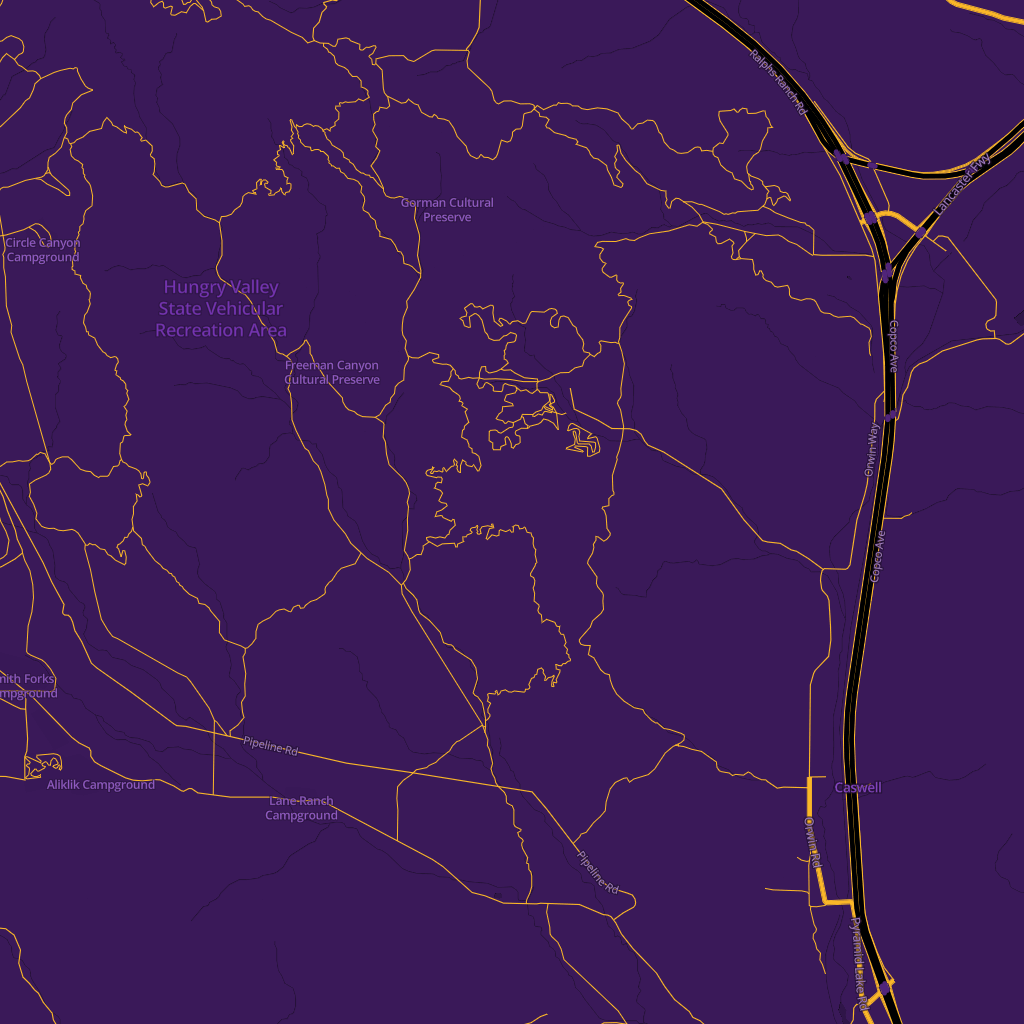 Ralphs Ranch Rd
Lancaster Fwy
Gorman Cultural
Preserve
Circle Canyon
Campground
Hungry Valley
State Vehicular
Recreation Area
Copco Ave
Freeman Canyon
Cultural Preserve
Orwin Way
Copco Ave
mith Forks
mpground
Pipeline Rd
Aliklik Campground
Lane Ranch
Campground
Caswell
Orwin Rd
Pipeline Rd
Pyramid Lake Rd